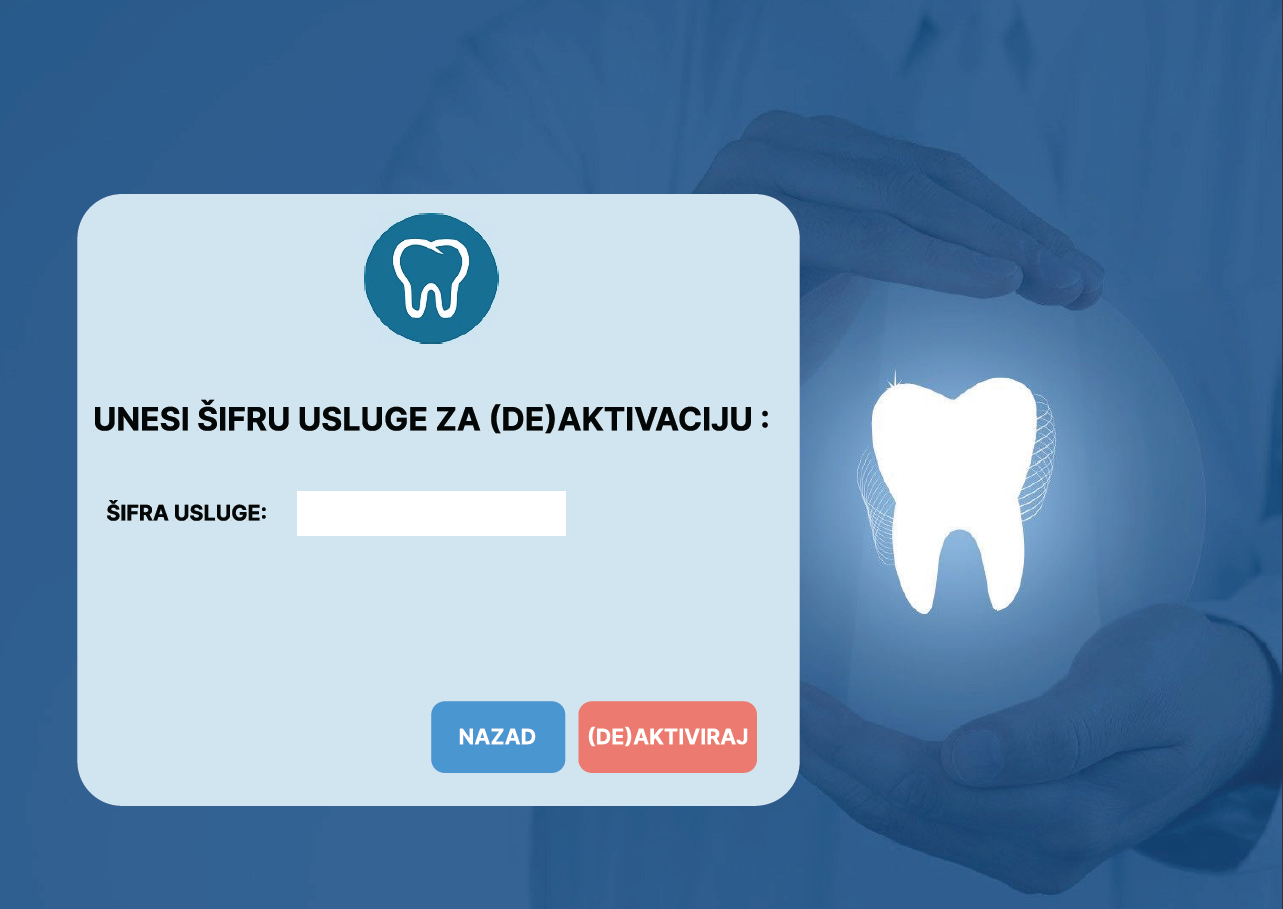 UNESI ŠIFRU USLUGE ZA (DE)AKTIVACIJU :
ŠIFRA USLUGE:
NAZAD
(DE)AKTIVIRAJ